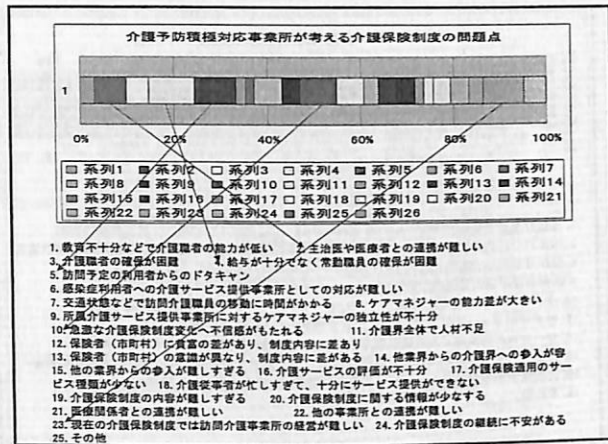 介護予防積極対応事業所が考える介護保険制度の問題点
1
0% 20% 40% 60% 80% 100%
系列1 系列2 系列3 系列4 系列5 系列6 系列7
系列8 系列9 系列10 系列11 系列12 系列13 系列14
系列15 系列16 系列17 系列18 系列19 系列20 系列21
系列22 系列23 系列24 系列25 系列26
1. 教育不十分などで介護職者の能力が低い 2. 主治医や医療者との連携が難しい
3. 介護職者の確保が困難 4. 給与が十分でなく常勤職員の確保が困難
5. 訪問予定の利用者からのドタキャン
6. 感染症利用者への介護サービス提供事業所としての対応が難しい
7. 交通状態などで訪問介護職員の移動に時間がかかる 8. ケアマネジャーの能力差が大きい
9. 所属介護サービス提供事業所に対するケアマネジャーの独立性が不十分
10. 急激な介護保険制度変化へ不信感がもたれる 11. 介護界全体で人材不足
12. 保険者（市町村）に貧富の差があり、制度内容に差あり
13. 保険者（市町村）の意識が異なり、制度内容に差がある 14. 他業界からの介護界への参入が容
15. 他の業界からの参入が難しすぎる 16. 介護サービスの評価が不十分 17. 介護保険適用のサー
ビス種類が少ない 18. 介護従事者が忙しすぎて、十分にサービス提供ができない
19. 介護保険制度の内容が難しすぎる 20. 介護保険制度に関する情報が少なする
21. 医療関係者との連携が難しい 22. 他の事業所との連携が難しい
23. 現在の介護保険制度では訪問介護事業所の経営が難しい 24. 介護保険制度の継続に不安がある
25. その他